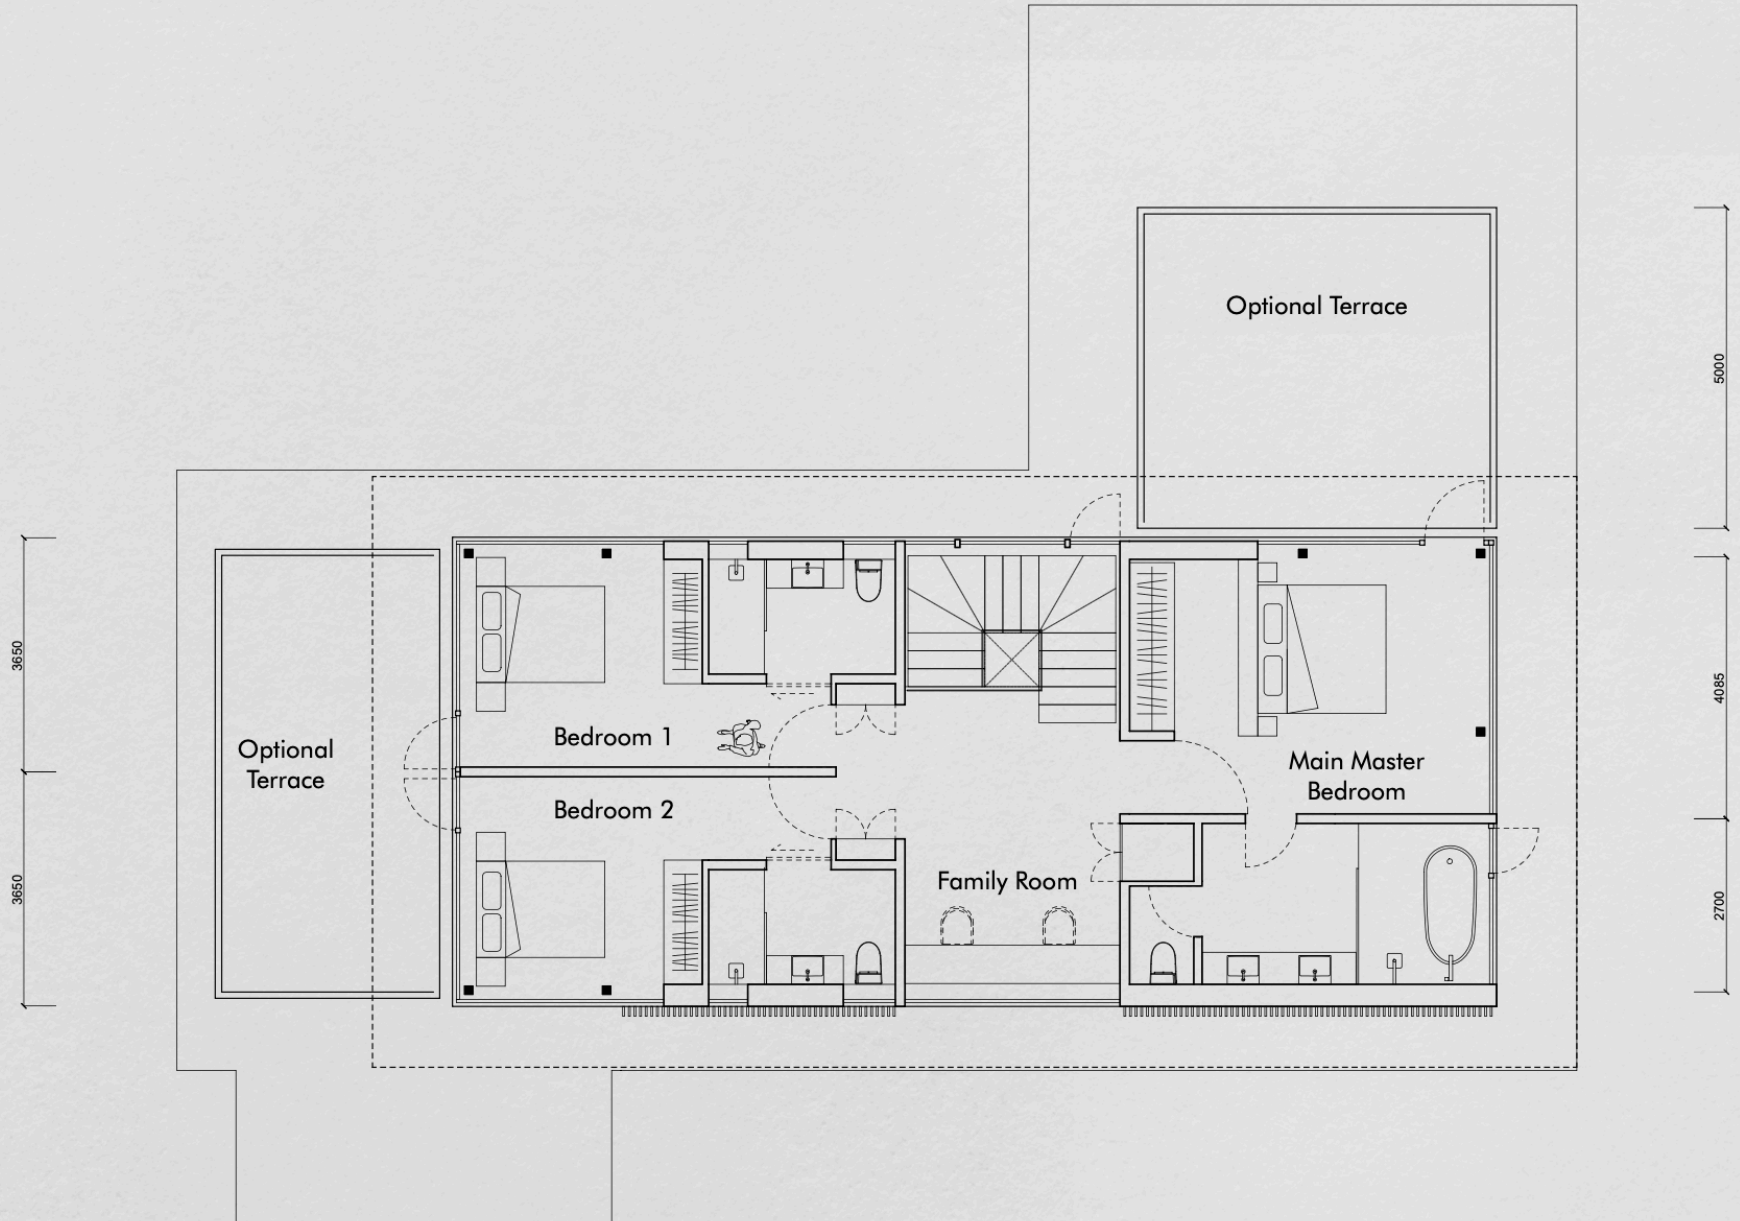 Optional Terrace
5000
3650
4085
Bedroom 1
Optional
Terrace
Main Master
Bedroom
Bedroom 2
Family Room
3650
2700